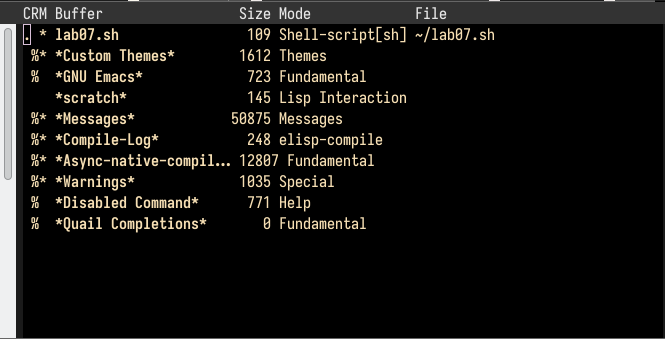 CRM Buffer Size Mode File
. * lab07.sh 109 Shell-script[sh] ~/lab07.sh
%* *Custom Themes* 1612 Themes
% *GNU Emacs* 723 Fundamental
*scratch* 145 Lisp Interaction
%* *Messages* 50875 Messages
%* *Compile-Log* 248 elisp-compile
%* *Async-native-compil... 12807 Fundamental
%* *Warnings* 1035 Special
% *Disabled Command* 771 Help
% *Quail Completions* 0 Fundamental